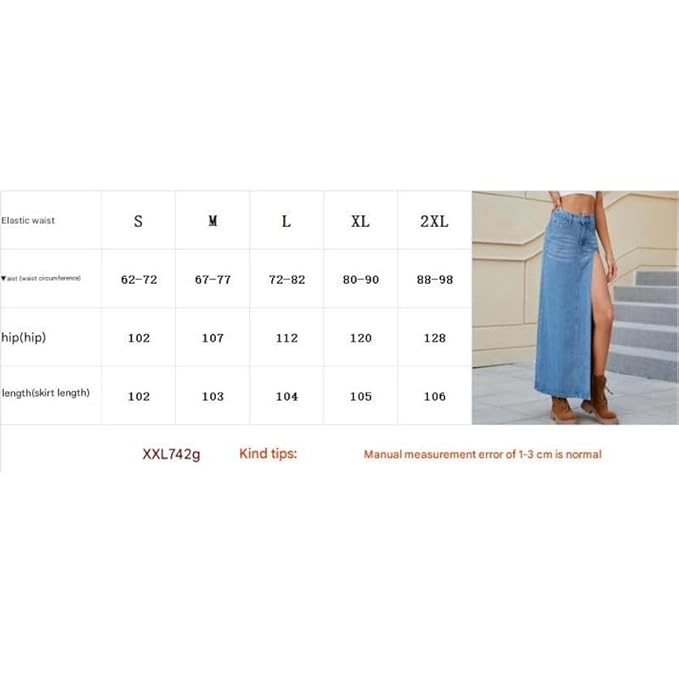 Elastic waist S M L XL 2XL
▼aist (waist circumference) 62-72 67-77 72-82 80-90 88-98
hip(hip) 102 107 112 120 128
length(skirt length) 102 103 104 105 106
XXL742g Kind tips: Manual measurement error of 1-3 cm is normal